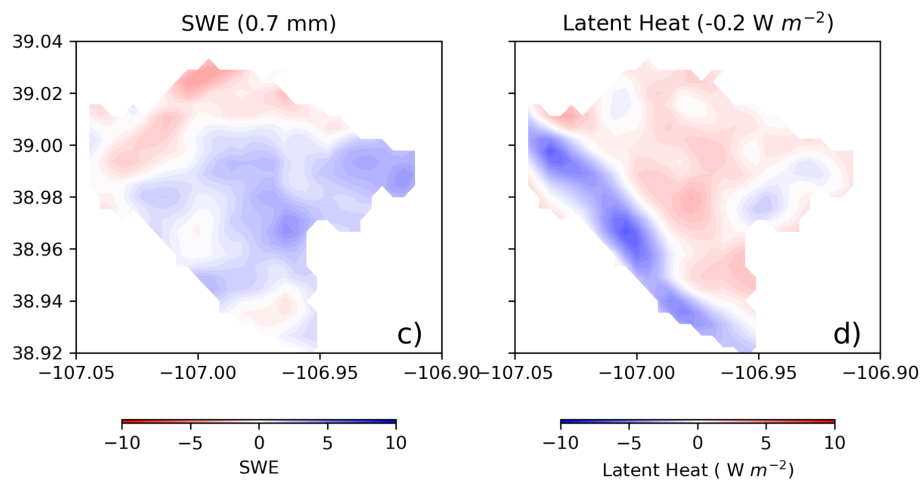 SWE (0.7 mm)
Latent Heat (-0.2 W m⁻²)
39.04
39.02
39.00
38.98
38.96
38.94
38.92
c)
d)
−107.05 −107.00 −106.95 −106.90
−107.05 −107.00 −106.95 −106.90
−10 −5 0 5 10
SWE
−10 −5 0 5 10
Latent Heat ( W m⁻²)